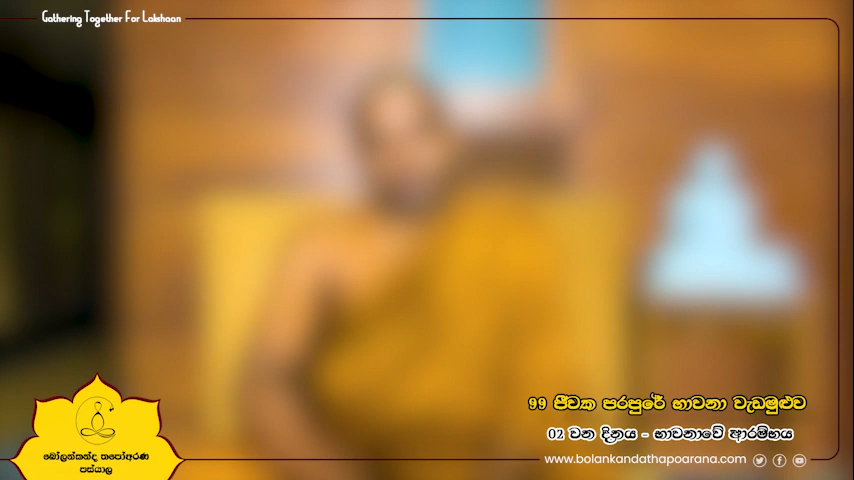 Gathering Together For Lakshaan
99 ජීවක පරපුරේ භාවනා වැඩමුළුව
02 වන දිනය - භාවනාවේ ආරම්භය
www.bolankandathapoarana.com
බෝලන්කන්ද තපෝඅරණ
පස්යාල